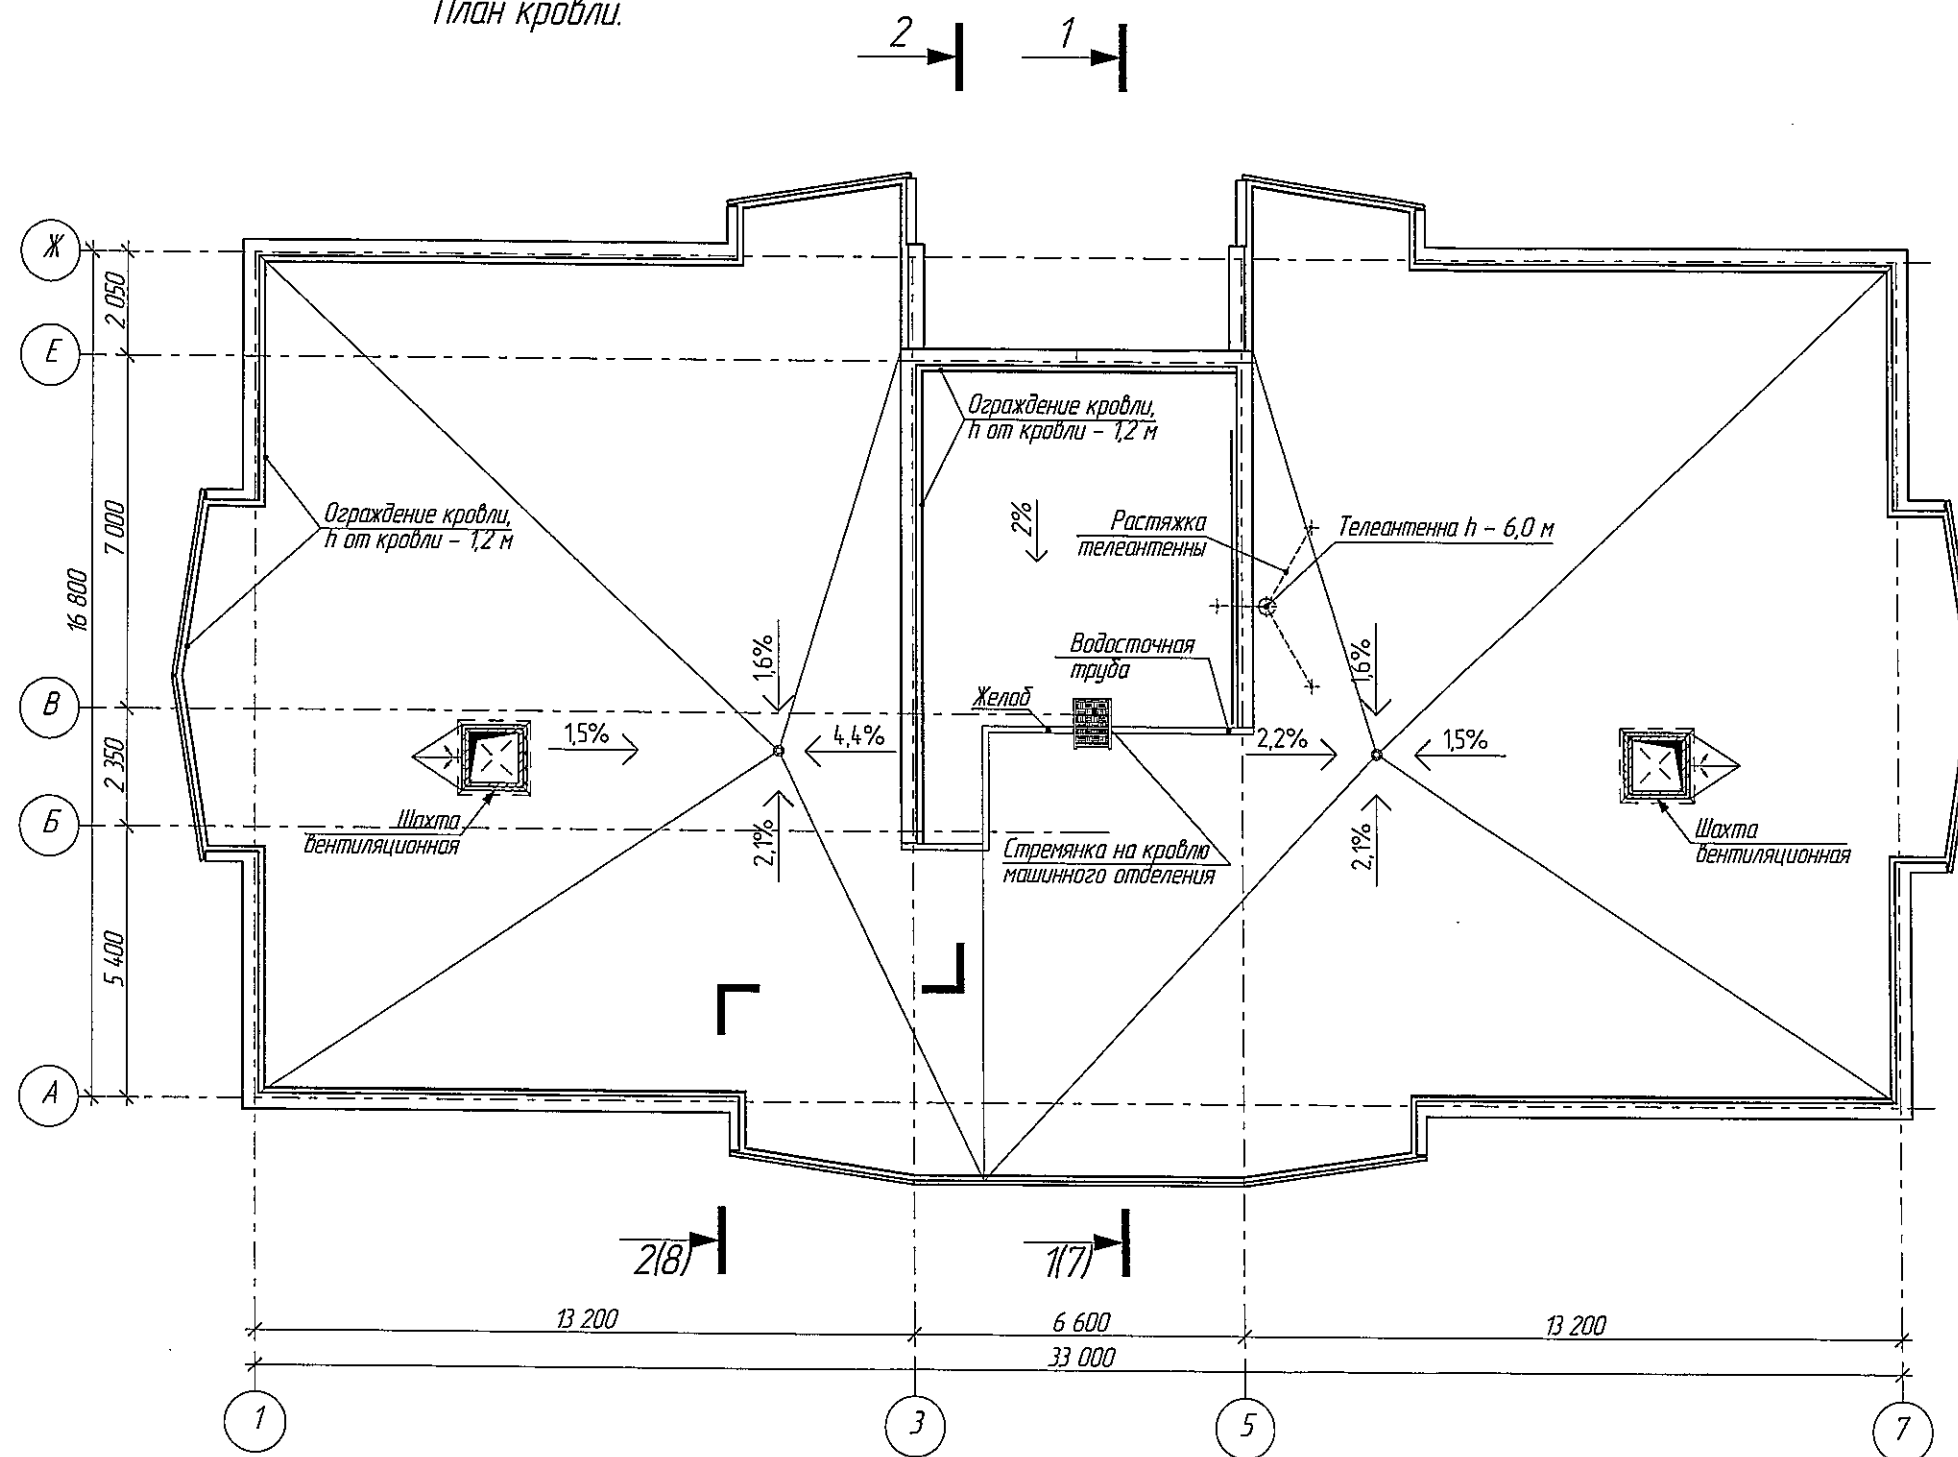 План кровли.
2
1
Ж
Е
В
Б
А
2 050
7 000
2 350
5 400
16 800
Ограждение кровли,
h от кровли - 1,2 м
Ограждение кровли,
h от кровли - 1,2 м
2%
Растяжка
телеантенны
Телеантенна h - 6,0 м
Водосточная
труба
Желоб
1,6%
1,6%
1,5%
4,4%
2,2%
1,5%
2,1%
2,1%
Шахта
вентиляционная
Стремянка на кровлю
машинного отделения
Шахта
вентиляционная
2(8)
1(7)
13 200
6 600
13 200
33 000
1
3
5
7